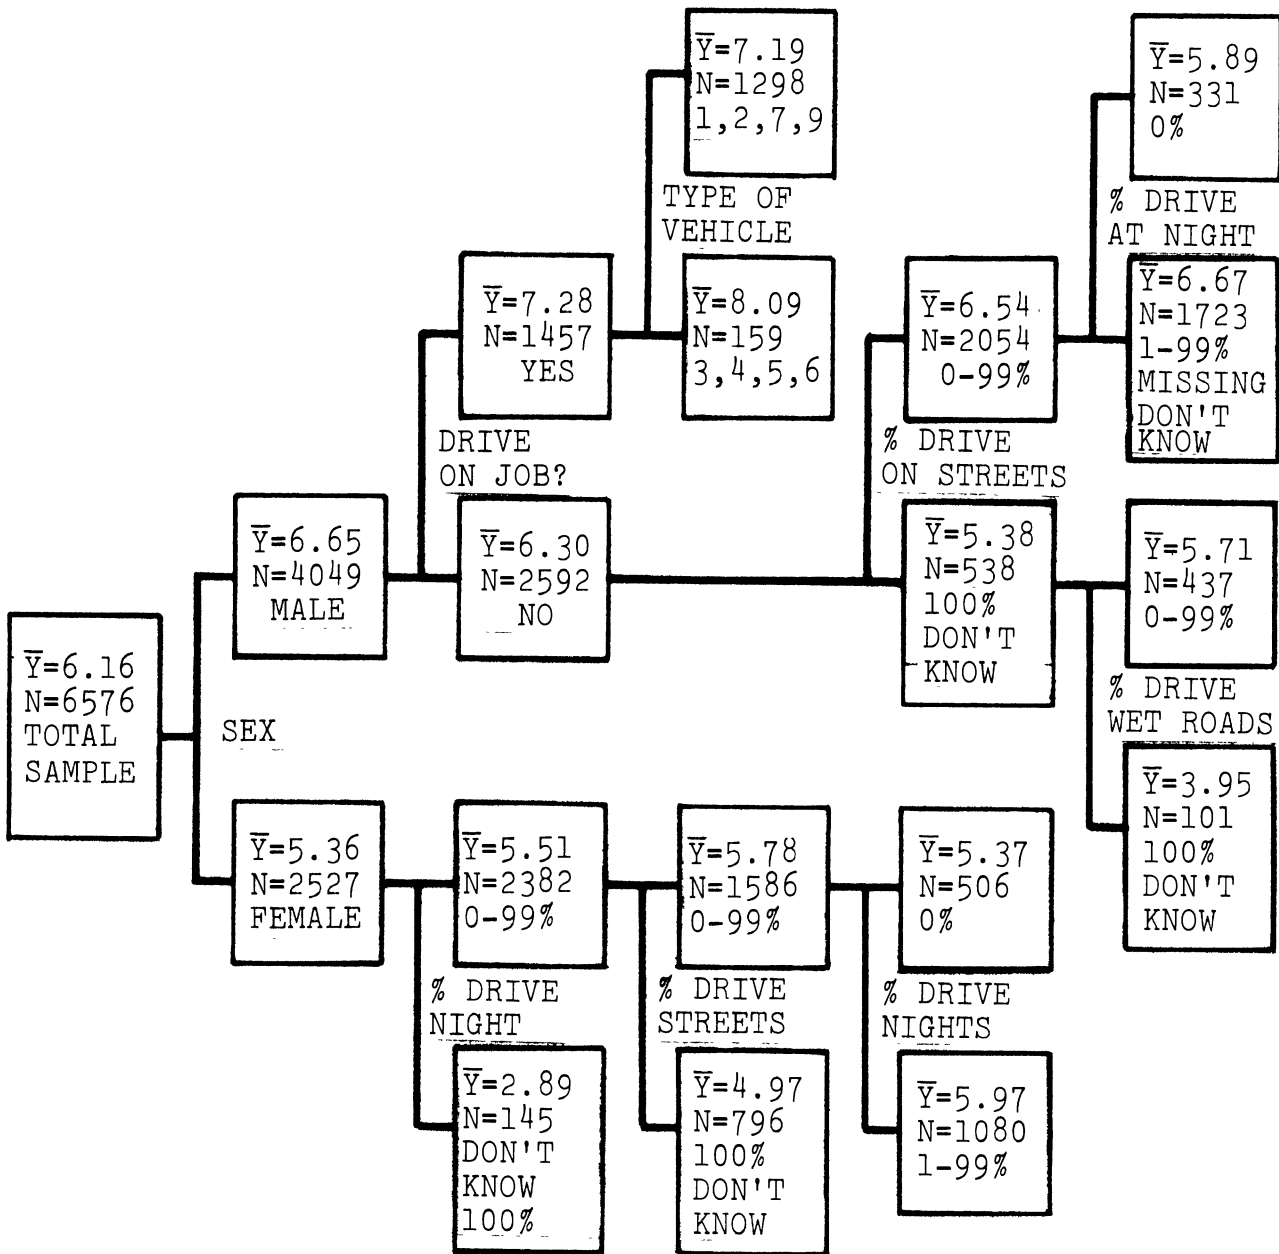 Ȳ=6.16
N=6576
TOTAL
SAMPLE
SEX
Ȳ=6.65
N=4049
MALE
Ȳ=5.36
N=2527
FEMALE
DRIVE
ON JOB?
Ȳ=7.28
N=1457
YES
Ȳ=6.30
N=2592
NO
TYPE OF
VEHICLE
Ȳ=7.19
N=1298
1,2,7,9
Ȳ=8.09
N=159
3,4,5,6
% DRIVE
ON STREETS
Ȳ=6.54
N=2054
0-99%
Ȳ=5.38
N=538
100%
DON'T
KNOW
% DRIVE
AT NIGHT
Ȳ=5.89
N=331
0%
Ȳ=6.67
N=1723
1-99%
MISSING
DON'T
KNOW
% DRIVE
WET ROADS
Ȳ=5.71
N=437
0-99%
Ȳ=3.95
N=101
100%
DON'T
KNOW
% DRIVE
NIGHT
Ȳ=5.51
N=2382
0-99%
Ȳ=2.89
N=145
DON'T
KNOW
100%
% DRIVE
STREETS
Ȳ=5.78
N=1586
0-99%
Ȳ=4.97
N=796
100%
DON'T
KNOW
% DRIVE
NIGHTS
Ȳ=5.37
N=506
0%
Ȳ=5.97
N=1080
1-99%